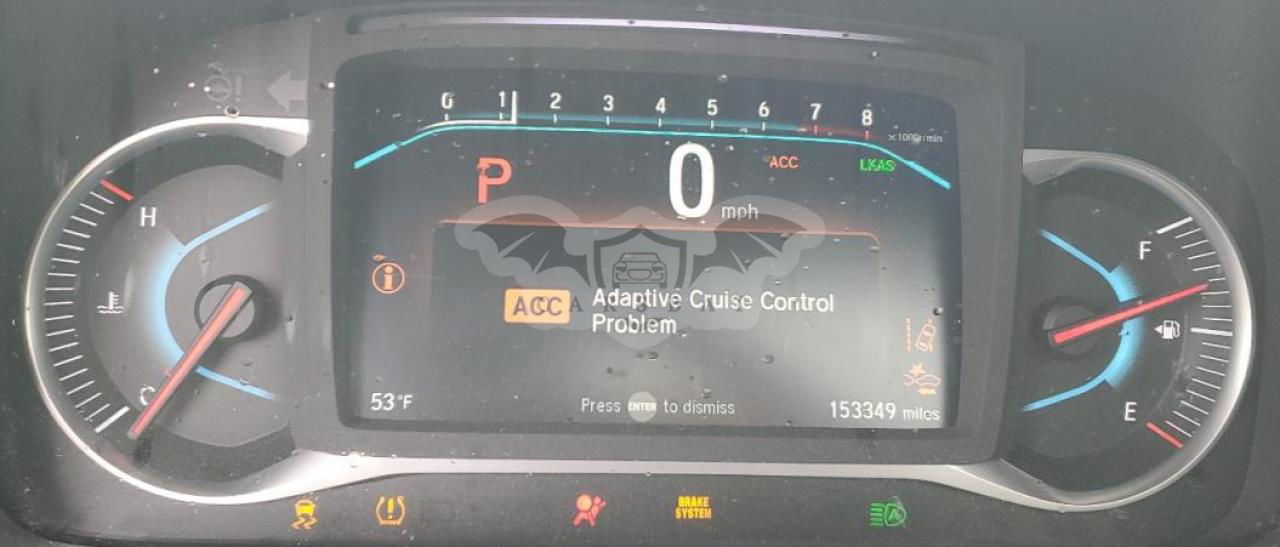 0 1 2 3 4 5 6 7 8
×1000r/min
P 0 mph ACC LKAS
H
F
ACC Adaptive Cruise Control
Problem
CARSBAT
C
E
53°F
Press ENTER to dismiss
153349 miles
BRAKE
SYSTEM
A